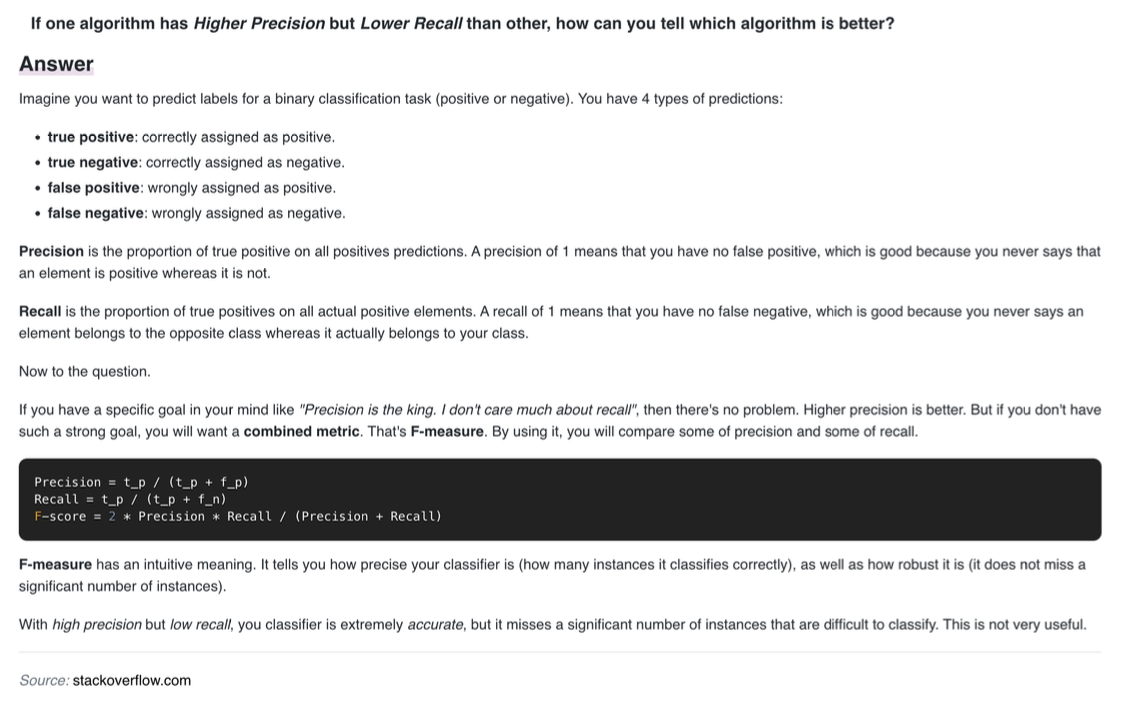 If one algorithm has Higher Precision but Lower Recall than other, how can you tell which algorithm is better?
Answer
Imagine you want to predict labels for a binary classification task (positive or negative). You have 4 types of predictions:
• true positive: correctly assigned as positive.
• true negative: correctly assigned as negative.
• false positive: wrongly assigned as positive.
• false negative: wrongly assigned as negative.
Precision is the proportion of true positive on all positives predictions. A precision of 1 means that you have no false positive, which is good because you never says that
an element is positive whereas it is not.
Recall is the proportion of true positives on all actual positive elements. A recall of 1 means that you have no false negative, which is good because you never says an
element belongs to the opposite class whereas it actually belongs to your class.
Now to the question.
If you have a specific goal in your mind like "Precision is the king. I don't care much about recall", then there's no problem. Higher precision is better. But if you don't have
such a strong goal, you will want a combined metric. That's F-measure. By using it, you will compare some of precision and some of recall.
Precision = t_p / (t_p + f_p)
Recall = t_p / (t_p + f_n)
F-score = 2 * Precision * Recall / (Precision + Recall)
F-measure has an intuitive meaning. It tells you how precise your classifier is (how many instances it classifies correctly), as well as how robust it is (it does not miss a
significant number of instances).
With high precision but low recall, you classifier is extremely accurate, but it misses a significant number of instances that are difficult to classify. This is not very useful.
Source: stackoverflow.com